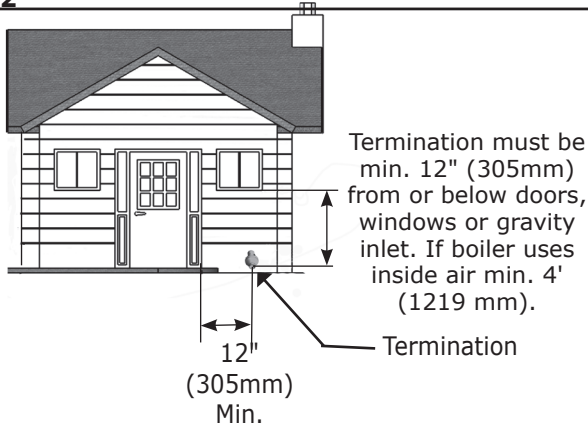 2
Termination must be
min. 12" (305mm)
from or below doors,
windows or gravity
inlet. If boiler uses
inside air min. 4'
(1219 mm).
Termination
12"
(305mm)
Min.